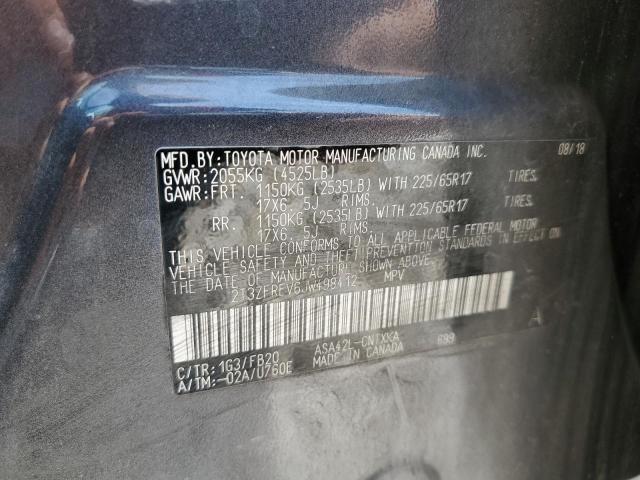 MFD.BY:TOYOTA MOTOR MANUFACTURING CANADA INC. 08/18
GVWR:2055KG (4525LB)
GAWR:FRT. 1150KG (2535LB) WITH 225/65R17 TIRES,
17X6. 5J RIMS.
RR. 1150KG (2535LB) WITH 225/65R17 TIRES,
17X6. 5J RIMS.
THIS VEHICLE CONFORMS TO ALL APPLICABLE FEDERAL MOTOR
VEHICLE SAFETY AND THEFT PREVENTION STANDARDS IN EFFECT ON
THE DATE OF MANUFACTURE SHOWN ABOVE.
2T3ZFREV6JW498412 MPV
A
C/TR:1G3/FB20 ASA42L-CNTXKA 699
A/TM:-02A/U760E MADE IN CANADA